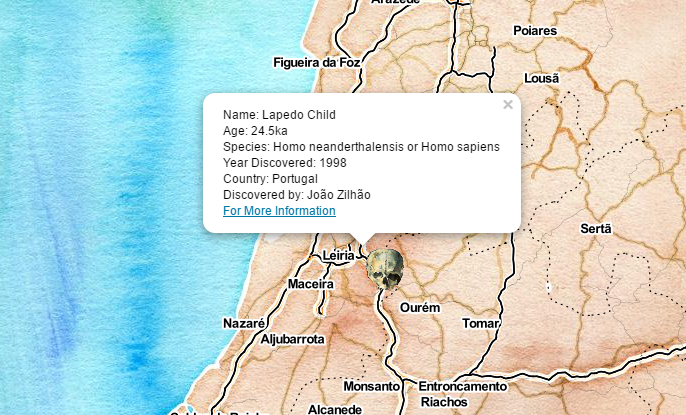 Arazede
Poiares
Figueira da Foz
Lousã
×
Name: Lapedo Child
Age: 24.5ka
Species: Homo neanderthalensis or Homo sapiens
Year Discovered: 1998
Country: Portugal
Discovered by: João Zilhão
For More Information
Sertã
Leiria
Maceira
Ourém
Nazaré
Tomar
Aljubarrota
Monsanto
Entroncamento
Riachos
Alcanede